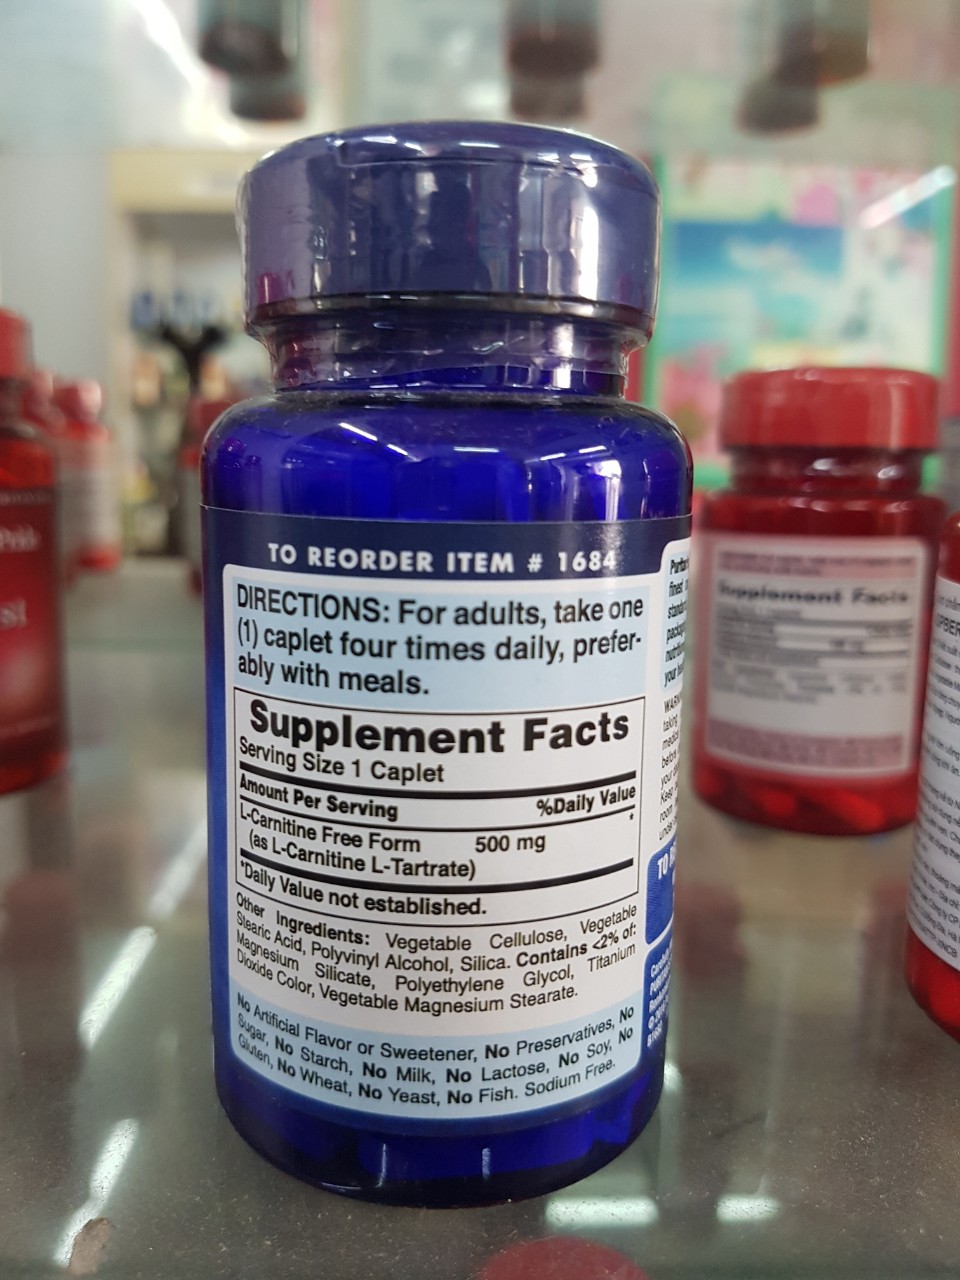 TO REORDER ITEM # 1684
DIRECTIONS: For adults, take one
(1) caplet four times daily, prefer-
ably with meals.
Supplement Facts
Serving Size 1 Caplet
Amount Per Serving %Daily Value
L-Carnitine Free Form 500 mg *
(as L-Carnitine L-Tartrate)
*Daily Value not established.
Other Ingredients: Vegetable Cellulose, Vegetable
Stearic Acid, Polyvinyl Alcohol, Silica. Contains <2% of:
Magnesium Silicate, Polyethylene Glycol, Titanium
Dioxide Color, Vegetable Magnesium Stearate.
No Artificial Flavor or Sweetener, No Preservatives, No
Sugar, No Starch, No Milk, No Lactose, No Soy, No
Gluten, No Wheat, No Yeast, No Fish. Sodium Free.
Supplement Facts